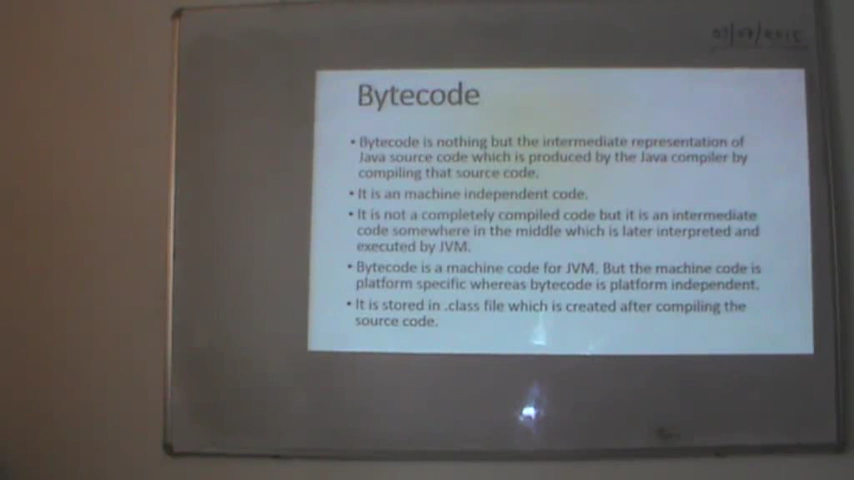 Bytecode
• Bytecode is nothing but the intermediate representation of
Java source code which is produced by the Java compiler by
compiling that source code.
• It is an machine independent code.
• It is not a completely compiled code but it is an intermediate
code somewhere in the middle which is later interpreted and
executed by JVM.
• Bytecode is a machine code for JVM. But the machine code is
platform specific whereas bytecode is platform independent.
• It is stored in .class file which is created after compiling the
source code.